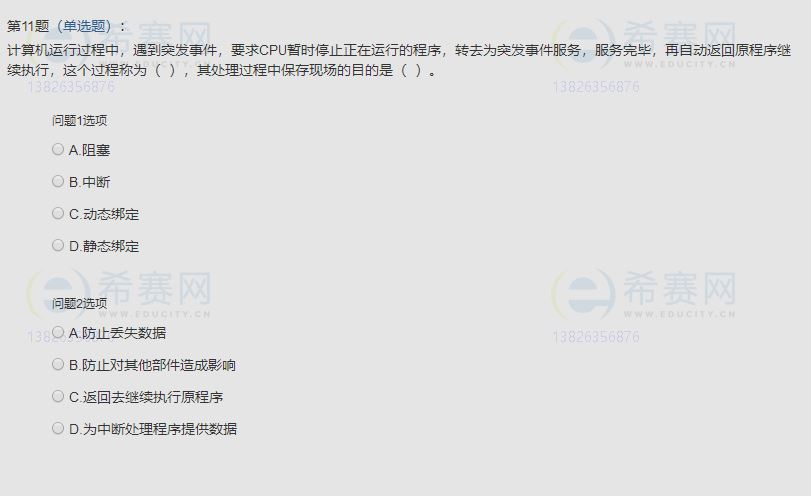 第11题（单选题）：
计算机运行过程中，遇到突发事件，要求CPU暂时停止正在运行的程序，转去为突发事件服务，服务完毕，再自动返回原程序继
续执行，这个过程称为（ ），其处理过程中保存现场的目的是（ ）。
希赛网
WWW.EDUCITY.CN
13826356876
希赛网
WWW.EDUCITY.CN
13826356876
问题1选项
A.阻塞
B.中断
C.动态绑定
D.静态绑定
希赛网
WWW.EDUCITY.CN
13826356876
希赛网
WWW.EDUCITY.CN
13826356876
问题2选项
A.防止丢失数据
B.防止对其他部件造成影响
C.返回去继续执行原程序
D.为中断处理程序提供数据